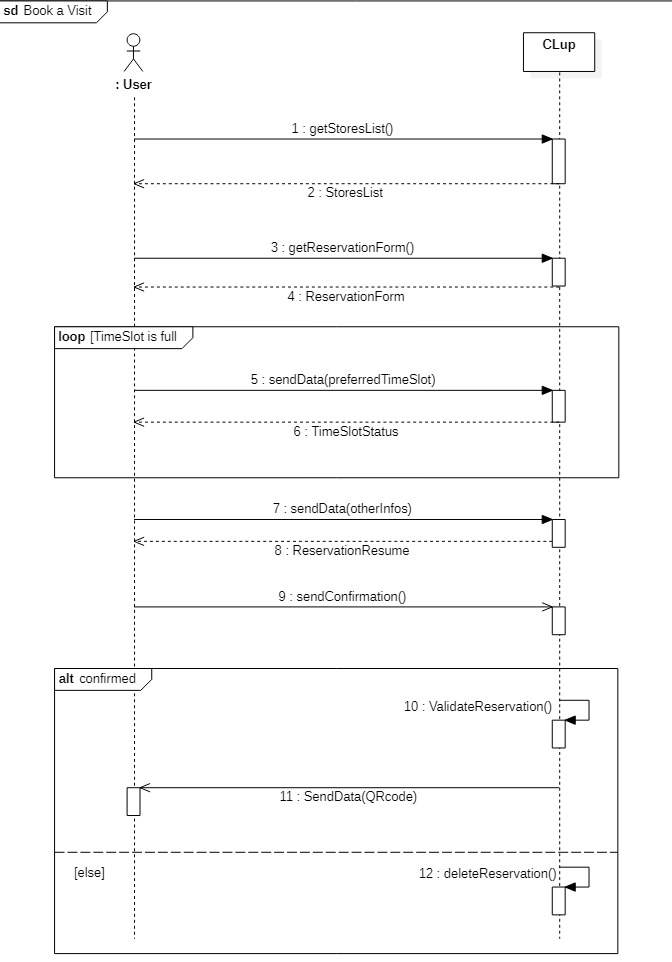 sd Book a Visit
CLup
: User
1 : getStoresList()
2 : StoresList
3 : getReservationForm()
4 : ReservationForm
loop [TimeSlot is full
5 : sendData(preferredTimeSlot)
6 : TimeSlotStatus
7 : sendData(otherInfos)
8 : ReservationResume
9 : sendConfirmation()
alt confirmed
10 : ValidateReservation()
11 : SendData(QRcode)
[else]
12 : deleteReservation()